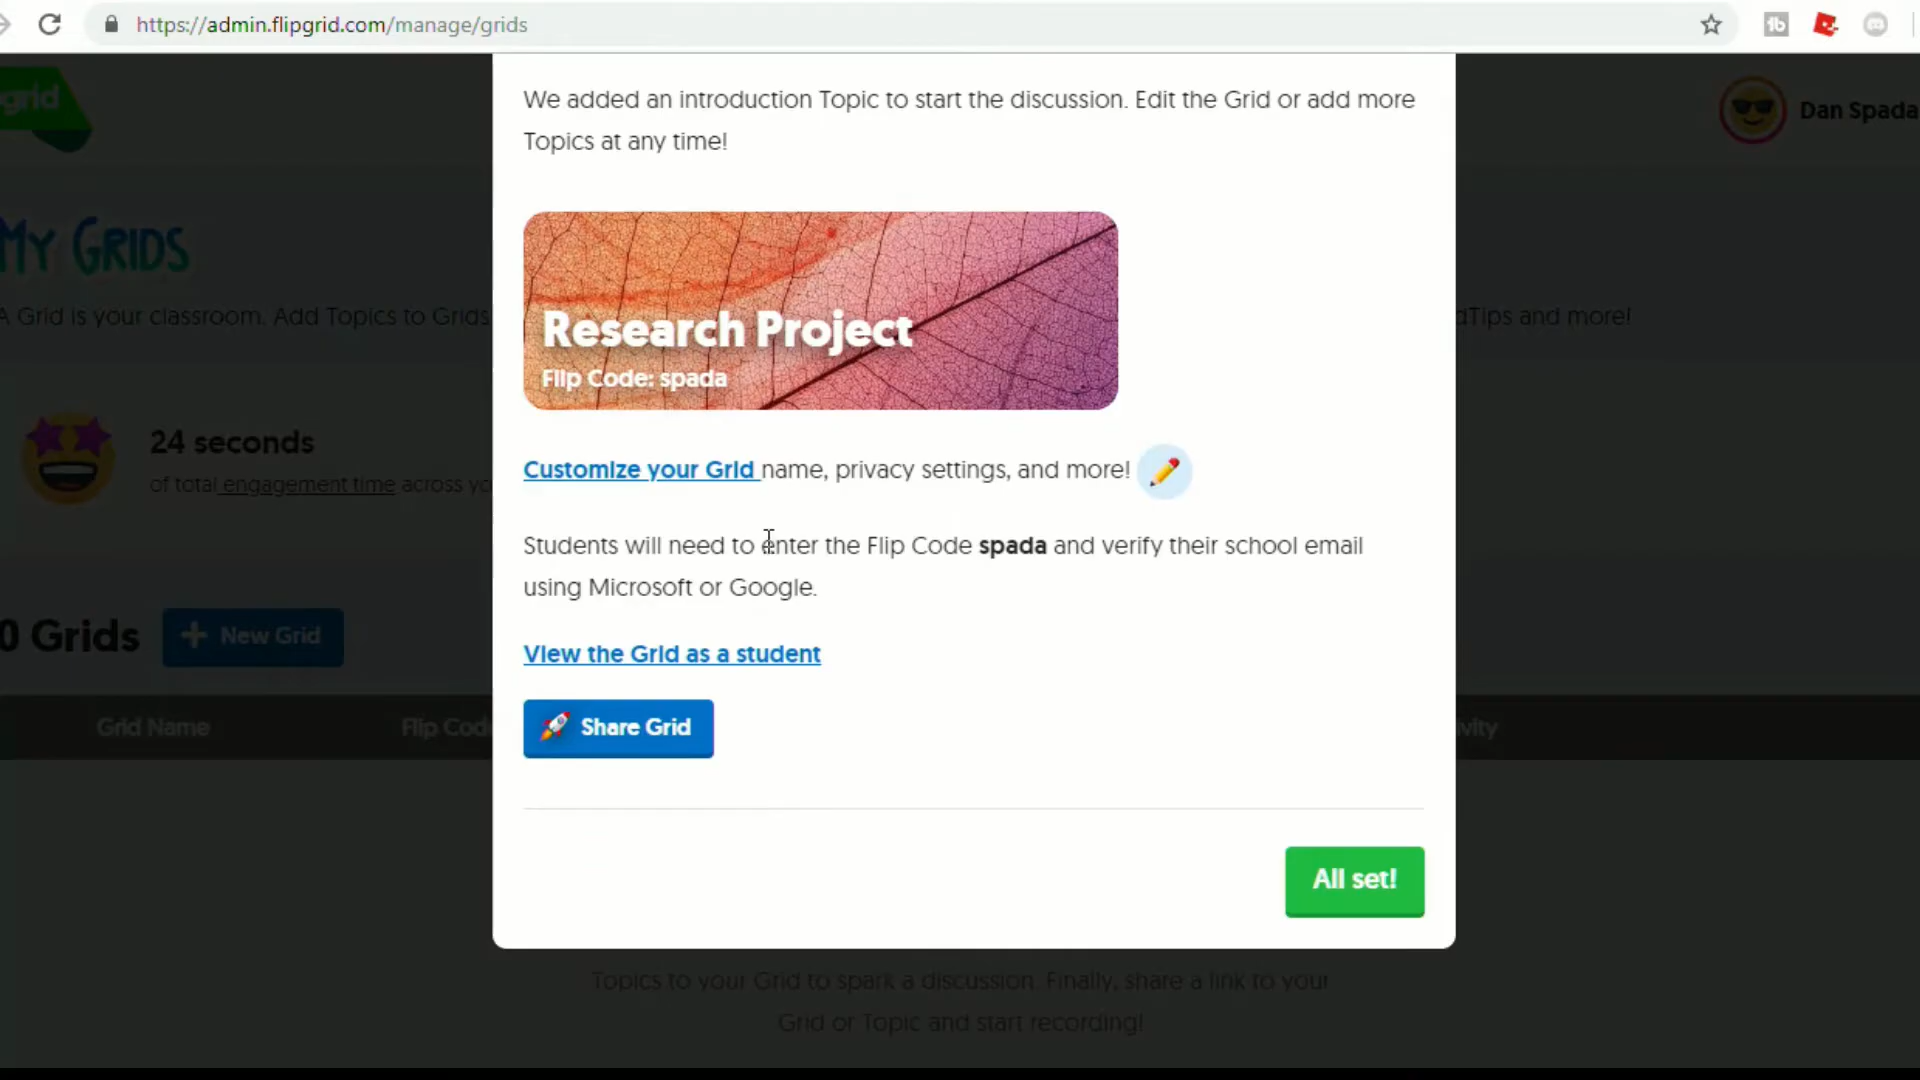 https://admin.flipgrid.com/manage/grids
grid
Dan Spada
We added an introduction Topic to start the discussion. Edit the Grid or add more
Topics at any time!
My Grids
A Grid is your classroom. Add Topics to Grids
dTips and more!
Research Project
Flip Code: spada
24 seconds
of total engagement time across yo
Customize your Grid name, privacy settings, and more!
Students will need to enter the Flip Code spada and verify their school email
using Microsoft or Google.
0 Grids
+ New Grid
View the Grid as a student
Grid Name
Flip Code
Share Grid
ivity
All set!
Topics to your Grid to spark a discussion. Finally, share a link to your
Grid or Topic and start recording!